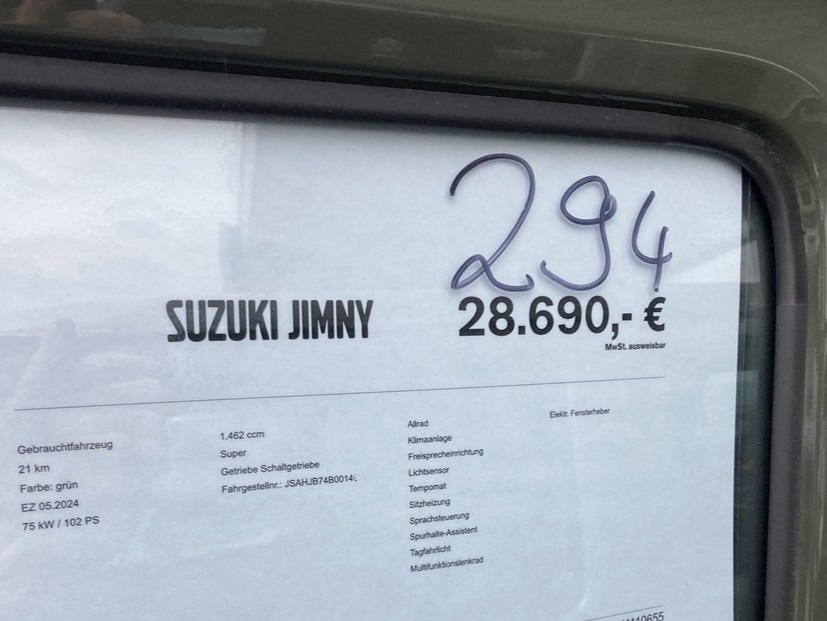 294
SUZUKI JIMNY 28.690,- €
MwSt. ausweisbar
Gebrauchtfahrzeug
21 km
Farbe: grün
EZ 05.2024
75 kW / 102 PS
1.462 ccm
Super
Getriebe Schaltgetriebe
Fahrgestellnr.: JSAHJB74B0014
Allrad
Klimaanlage
Freisprecheinrichtung
Lichtsensor
Tempomat
Sitzheizung
Sprachsteuerung
Spurhalte-Assistent
Tagfahrlicht
Multifunktionslenkrad
Elektr. Fensterheber